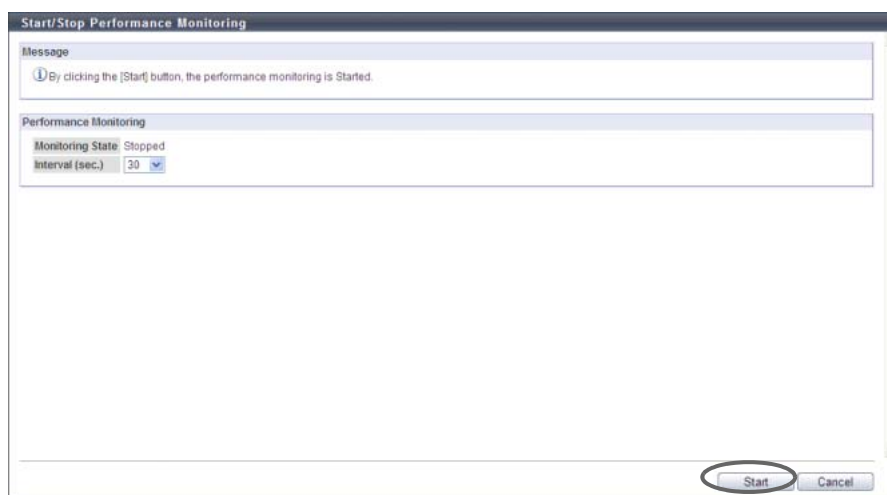 Start/Stop Performance Monitoring
Message
By clicking the [Start] button, the performance monitoring is Started.
Performance Monitoring
Monitoring State Stopped
Interval (sec.) 30
Start Cancel